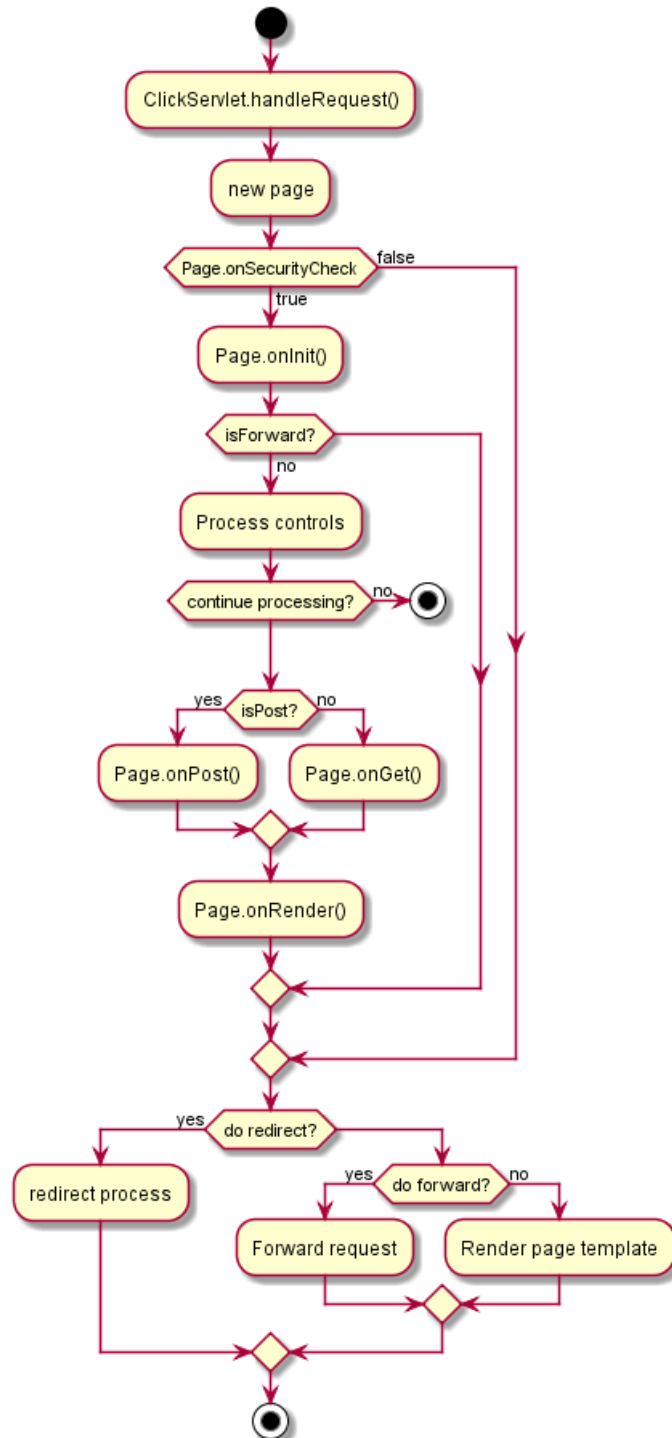 ClickServlet.handleRequest()
new page
Page.onSecurityCheck
false
true
Page.onInit()
isForward?
no
Process controls
continue processing?
no
yes
isPost?
no
Page.onPost()
Page.onGet()
Page.onRender()
yes
do redirect?
redirect process
yes
do forward?
no
Forward request
Render page template